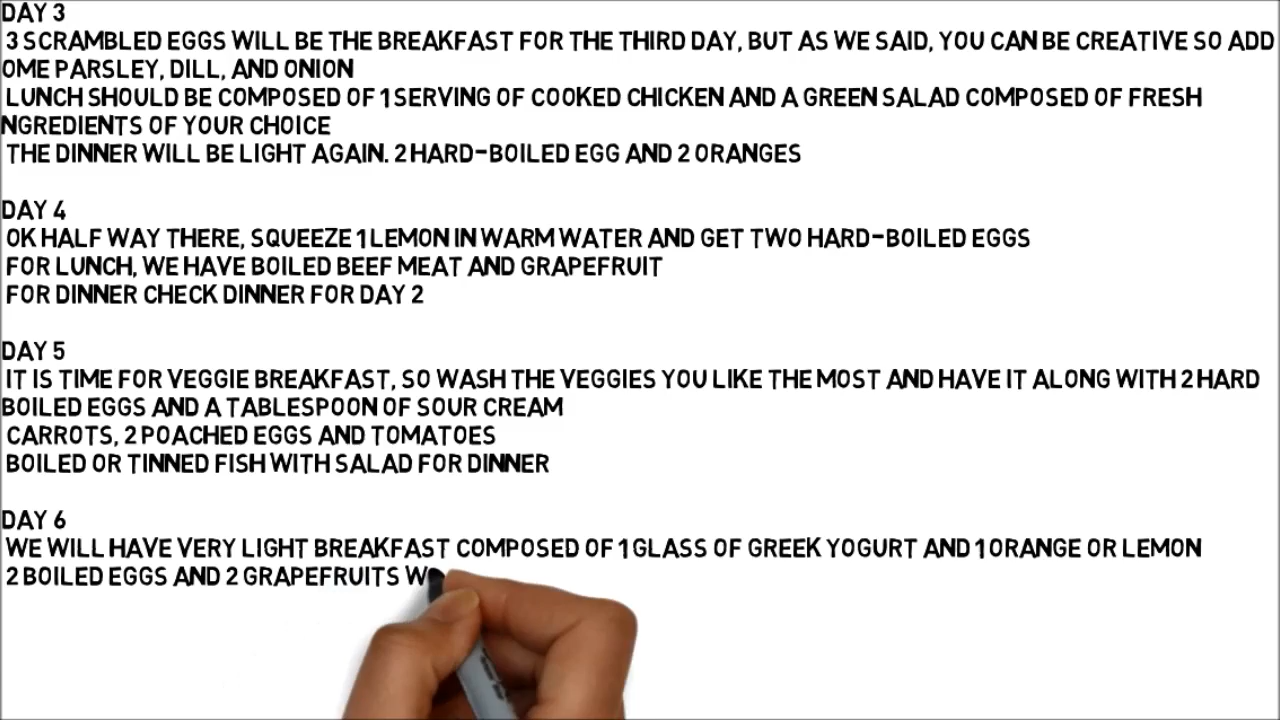 DAY 3
3 SCRAMBLED EGGS WILL BE THE BREAKFAST FOR THE THIRD DAY, BUT AS WE SAID, YOU CAN BE CREATIVE SO ADD
OME PARSLEY, DILL, AND ONION
LUNCH SHOULD BE COMPOSED OF 1 SERVING OF COOKED CHICKEN AND A GREEN SALAD COMPOSED OF FRESH
NGREDIENTS OF YOUR CHOICE
THE DINNER WILL BE LIGHT AGAIN. 2 HARD-BOILED EGG AND 2 ORANGES
DAY 4
OK HALF WAY THERE, SQUEEZE 1 LEMON IN WARM WATER AND GET TWO HARD-BOILED EGGS
FOR LUNCH, WE HAVE BOILED BEEF MEAT AND GRAPEFRUIT
FOR DINNER CHECK DINNER FOR DAY 2
DAY 5
IT IS TIME FOR VEGGIE BREAKFAST, SO WASH THE VEGGIES YOU LIKE THE MOST AND HAVE IT ALONG WITH 2 HARD
BOILED EGGS AND A TABLESPOON OF SOUR CREAM
CARROTS, 2 POACHED EGGS AND TOMATOES
BOILED OR TINNED FISH WITH SALAD FOR DINNER
DAY 6
WE WILL HAVE VERY LIGHT BREAKFAST COMPOSED OF 1 GLASS OF GREEK YOGURT AND 1 ORANGE OR LEMON
2 BOILED EGGS AND 2 GRAPEFRUITS W